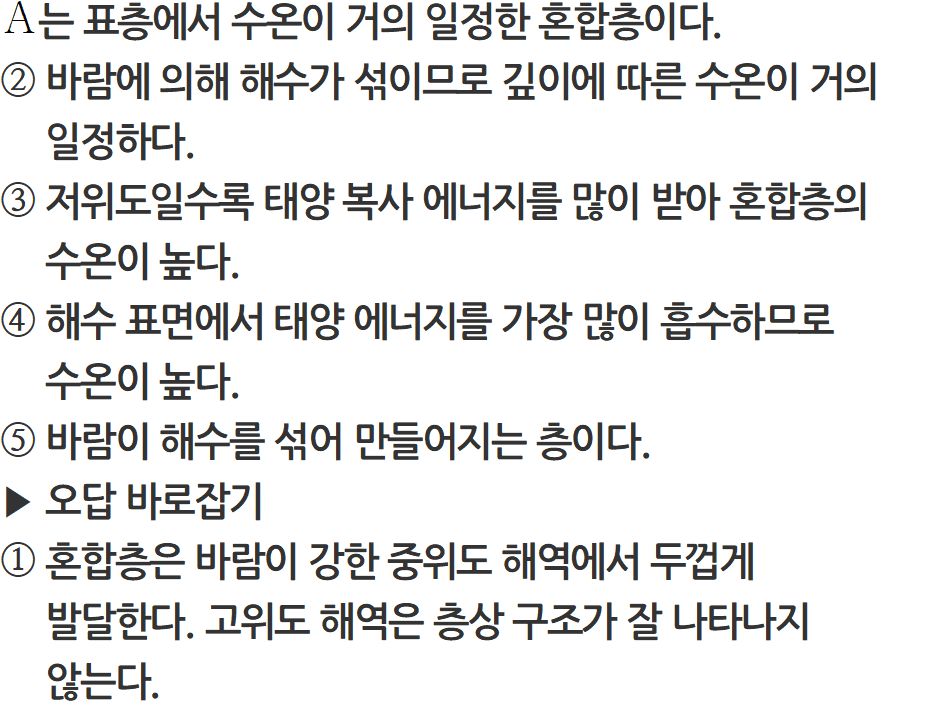 A는 표층에서 수온이 거의 일정한 혼합층이다.
② 바람에 의해 해수가 섞이므로 깊이에 따른 수온이 거의
일정하다.
③ 저위도일수록 태양 복사 에너지를 많이 받아 혼합층의
수온이 높다.
④ 해수 표면에서 태양 에너지를 가장 많이 흡수하므로
수온이 높다.
⑤ 바람이 해수를 섞어 만들어지는 층이다.
▶ 오답 바로잡기
① 혼합층은 바람이 강한 중위도 해역에서 두껍게
발달한다. 고위도 해역은 층상 구조가 잘 나타나지
않는다.